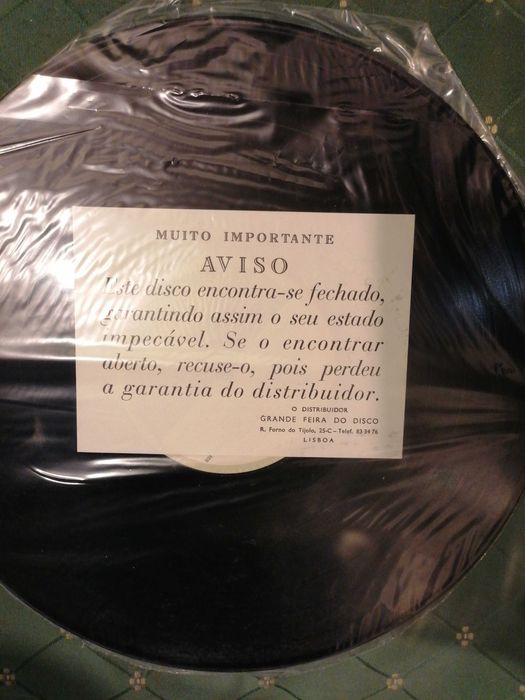 MUITO IMPORTANTE
AVISO
Este disco encontra-se fechado,
garantindo assim o seu estado
impecável. Se o encontrar
aberto, recuse-o, pois perdeu
a garantia do distribuidor.
O DISTRIBUIDOR
GRANDE FEIRA DO DISCO
R. Forno do Tijolo, 25-C - Telef. 83 34 76
LISBOA